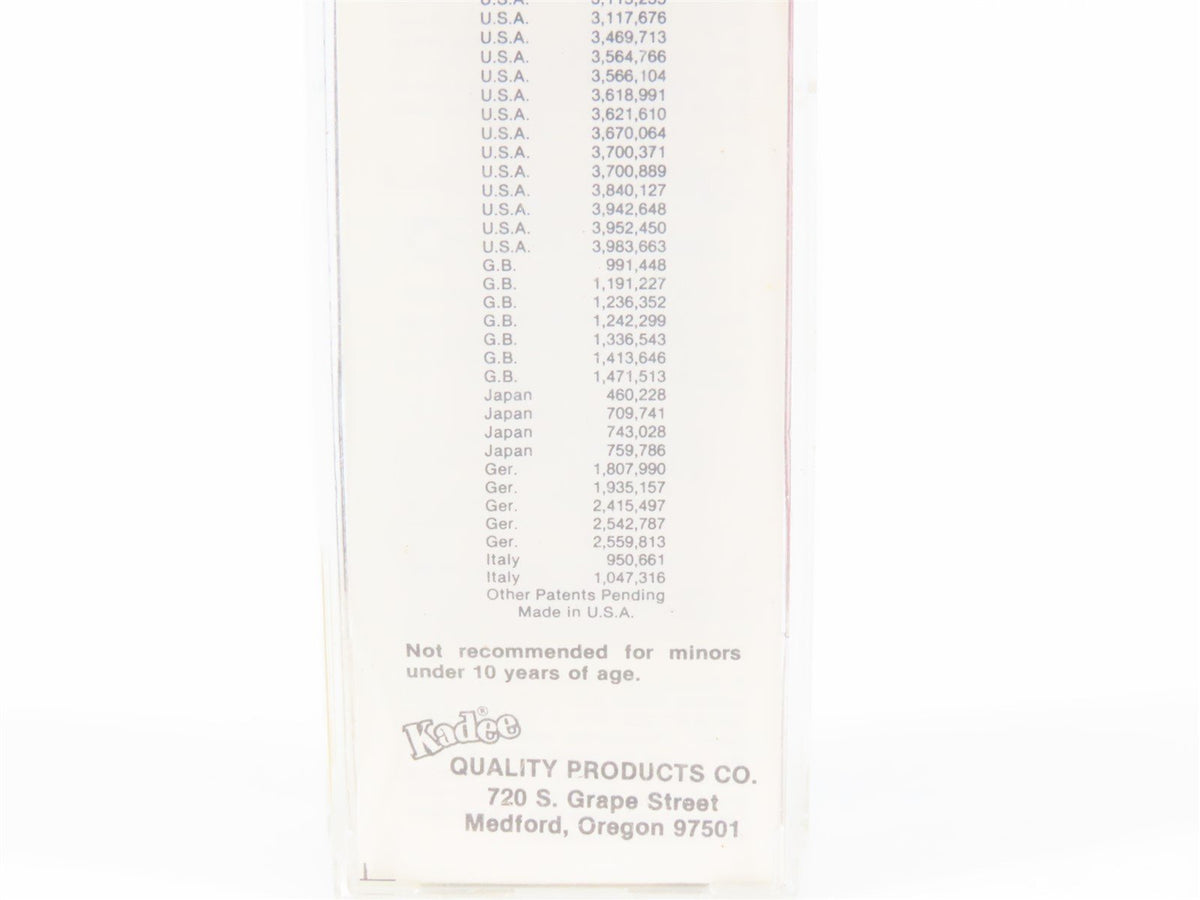 U.S.A. 3,117,676
U.S.A. 3,469,713
U.S.A. 3,564,766
U.S.A. 3,566,104
U.S.A. 3,618,991
U.S.A. 3,621,610
U.S.A. 3,670,064
U.S.A. 3,700,371
U.S.A. 3,700,889
U.S.A. 3,840,127
U.S.A. 3,942,648
U.S.A. 3,952,450
U.S.A. 3,983,663
G.B. 991,448
G.B. 1,191,227
G.B. 1,236,352
G.B. 1,242,299
G.B. 1,336,543
G.B. 1,413,646
G.B. 1,471,513
Japan 460,228
Japan 709,741
Japan 743,028
Japan 759,786
Ger. 1,807,990
Ger. 1,935,157
Ger. 2,415,497
Ger. 2,542,787
Ger. 2,559,813
Italy 950,661
Italy 1,047,316
Other Patents Pending
Made in U.S.A.
Not recommended for minors
under 10 years of age.
Kadee®
QUALITY PRODUCTS CO.
720 S. Grape Street
Medford, Oregon 97501